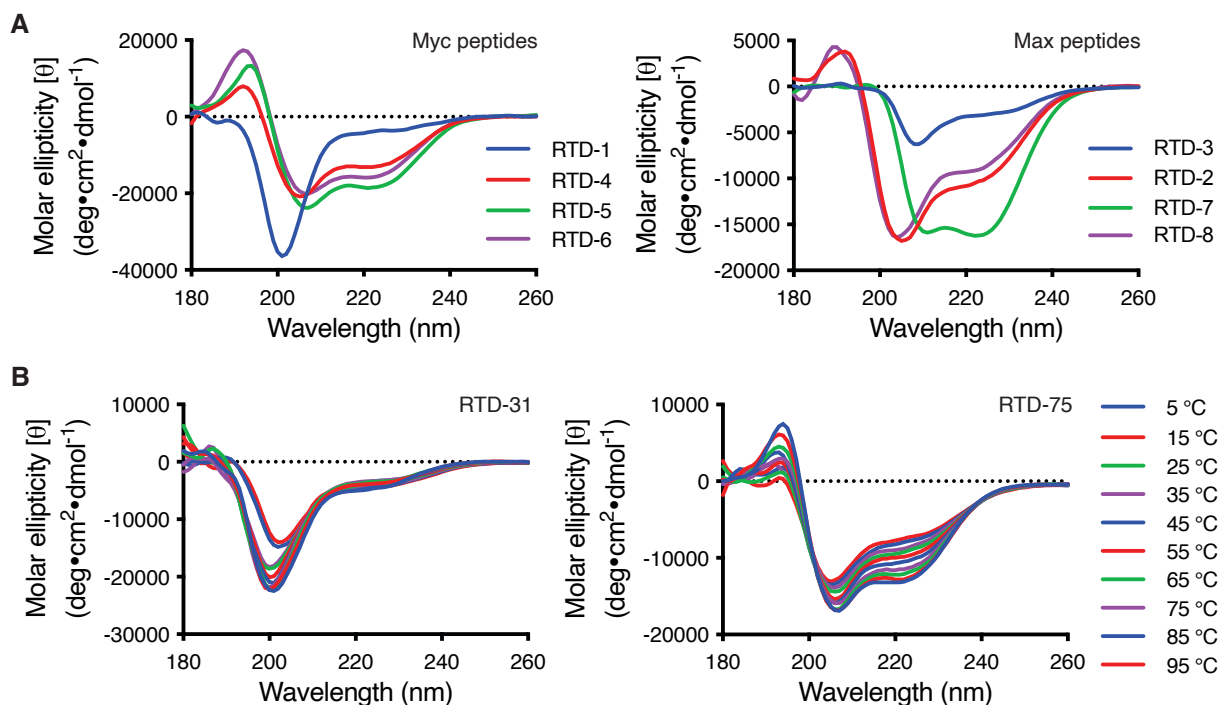 A
Myc peptides
Molar ellipticity [θ]
(deg•cm²•dmol⁻¹)
20000
0
-20000
-40000
180
200
220
240
260
Wavelength (nm)
RTD-1
RTD-4
RTD-5
RTD-6
Max peptides
Molar ellipticity [θ]
(deg•cm²•dmol⁻¹)
5000
0
-5000
-10000
-15000
-20000
180
200
220
240
260
Wavelength (nm)
RTD-3
RTD-2
RTD-7
RTD-8
B
RTD-31
Molar ellipticity [θ]
(deg•cm²•dmol⁻¹)
10000
0
-10000
-20000
-30000
180
200
220
240
260
Wavelength (nm)
RTD-75
Molar ellipticity [θ]
(deg•cm²•dmol⁻¹)
10000
0
-10000
-20000
180
200
220
240
260
Wavelength (nm)
5 °C
15 °C
25 °C
35 °C
45 °C
55 °C
65 °C
75 °C
85 °C
95 °C